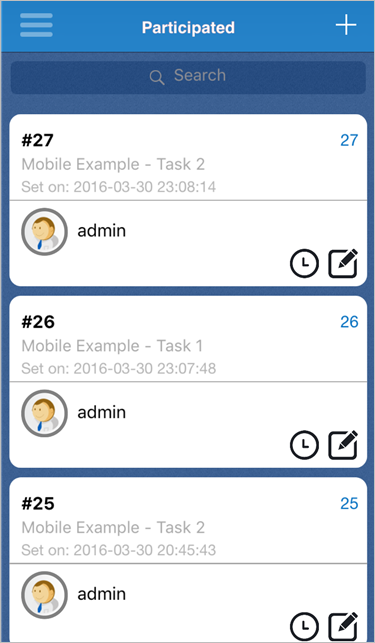 Participated
Search
#27 27
Mobile Example - Task 2
Set on: 2016-03-30 23:08:14
admin
#26 26
Mobile Example - Task 1
Set on: 2016-03-30 23:07:48
admin
#25 25
Mobile Example - Task 2
Set on: 2016-03-30 20:45:43
admin